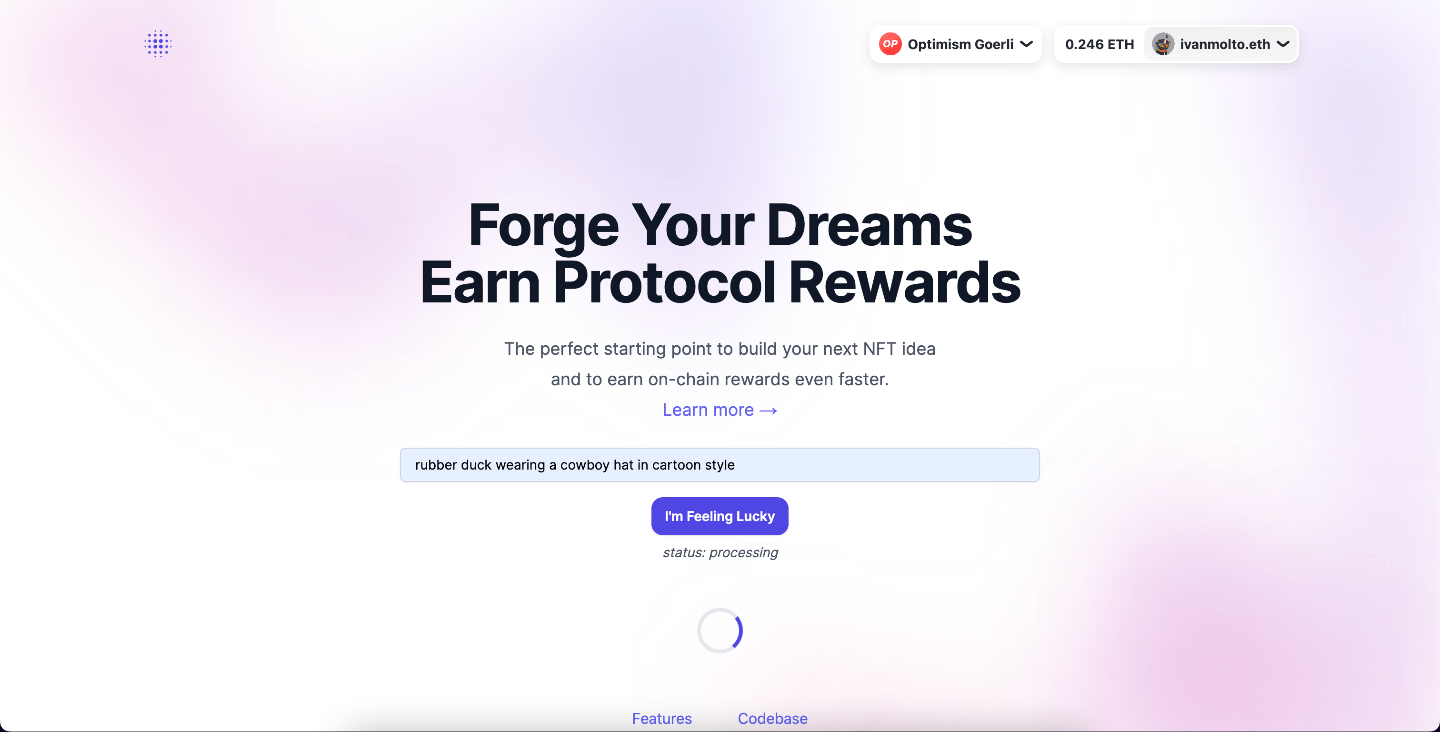 OP Optimism Goerli 0.246 ETH ivanmolto.eth
Forge Your Dreams
Earn Protocol Rewards
The perfect starting point to build your next NFT idea
and to earn on-chain rewards even faster.
Learn more →
rubber duck wearing a cowboy hat in cartoon style
I'm Feeling Lucky
status: processing
Features Codebase